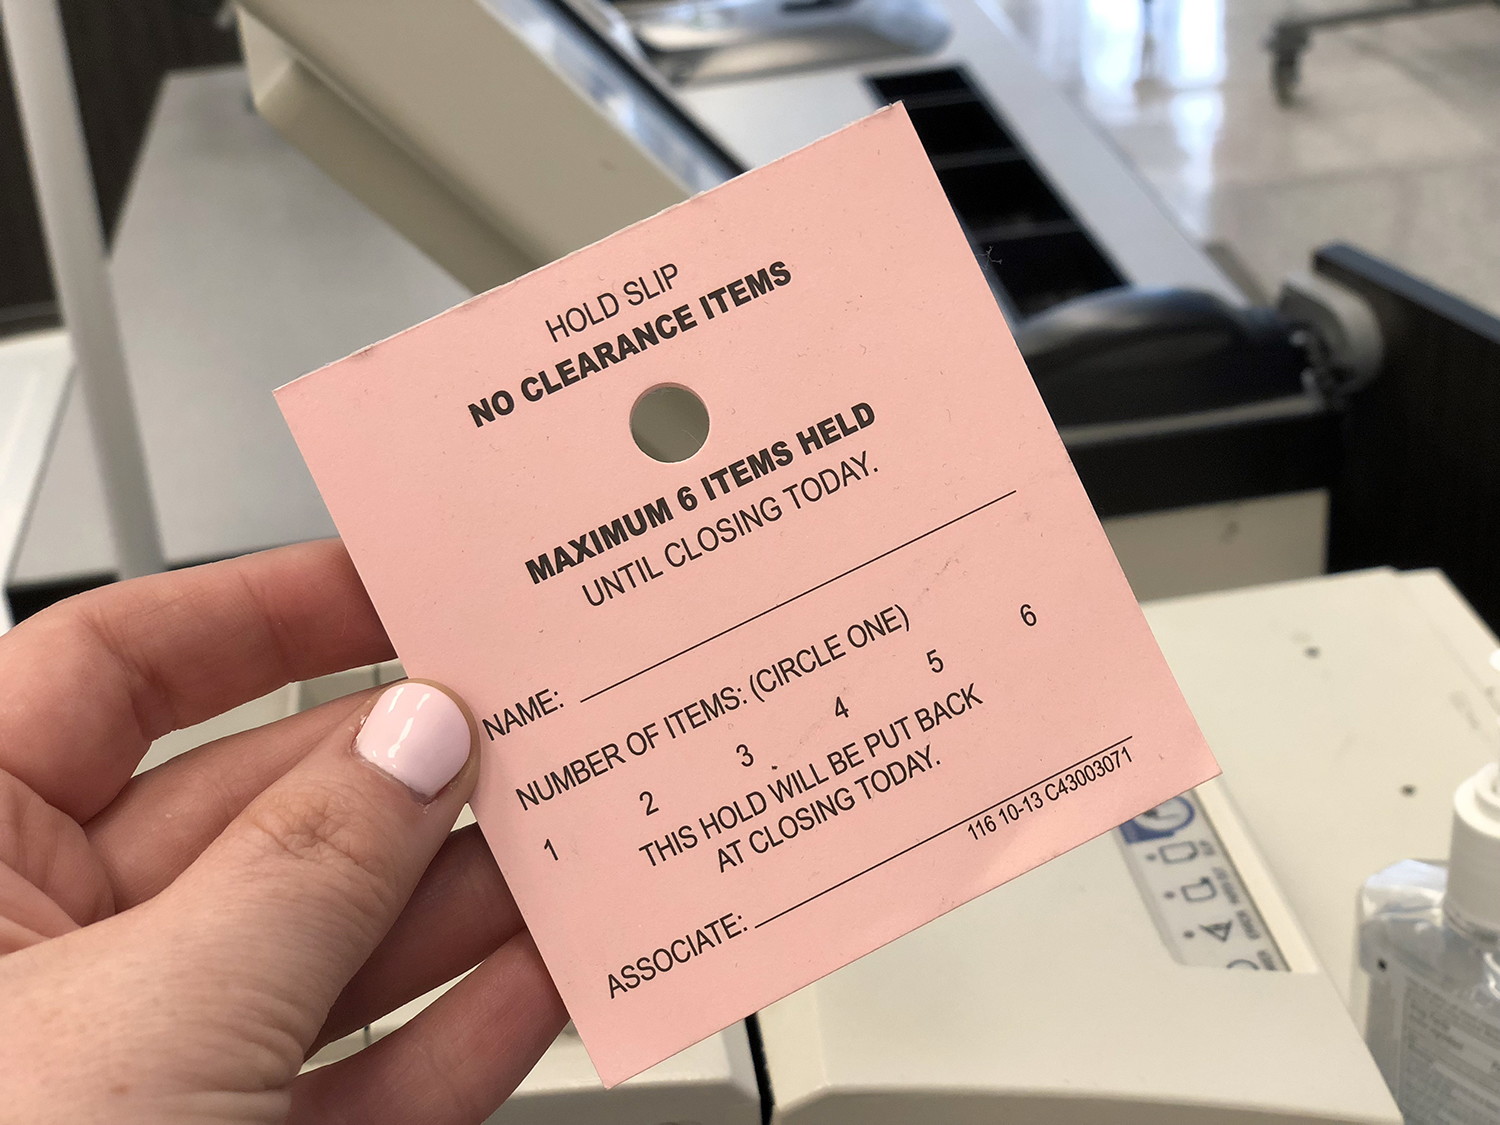 HOLD SLIP
NO CLEARANCE ITEMS
MAXIMUM 6 ITEMS HELD
UNTIL CLOSING TODAY.
NAME:
NUMBER OF ITEMS: (CIRCLE ONE)
1 2 3 4 5 6
THIS HOLD WILL BE PUT BACK
AT CLOSING TODAY.
116 10-13 C43003071
ASSOCIATE: